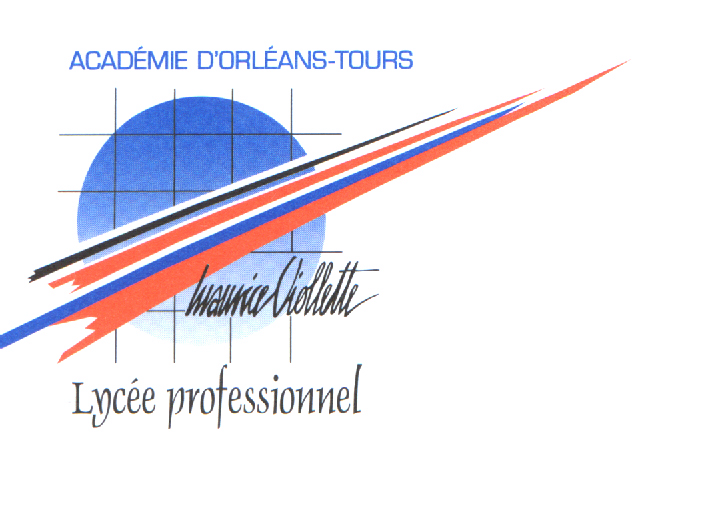 ACADÉMIE D'ORLÉANS-TOURS
Maurice Viollette
Lycée professionnel